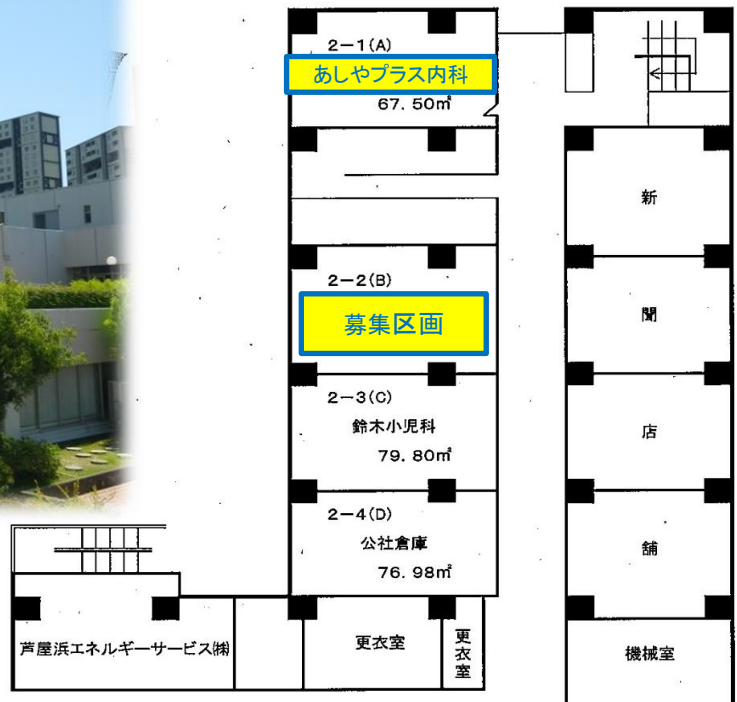 2-1(A)
あしやプラス内科
67.50㎡
2-2(B)
募集区画
2-3(C)
鈴木小児科
79.80㎡
2-4(D)
公社倉庫
76.98㎡
芦屋浜エネルギーサービス㈱
更衣室
更衣室
新
聞
店
舗
機械室